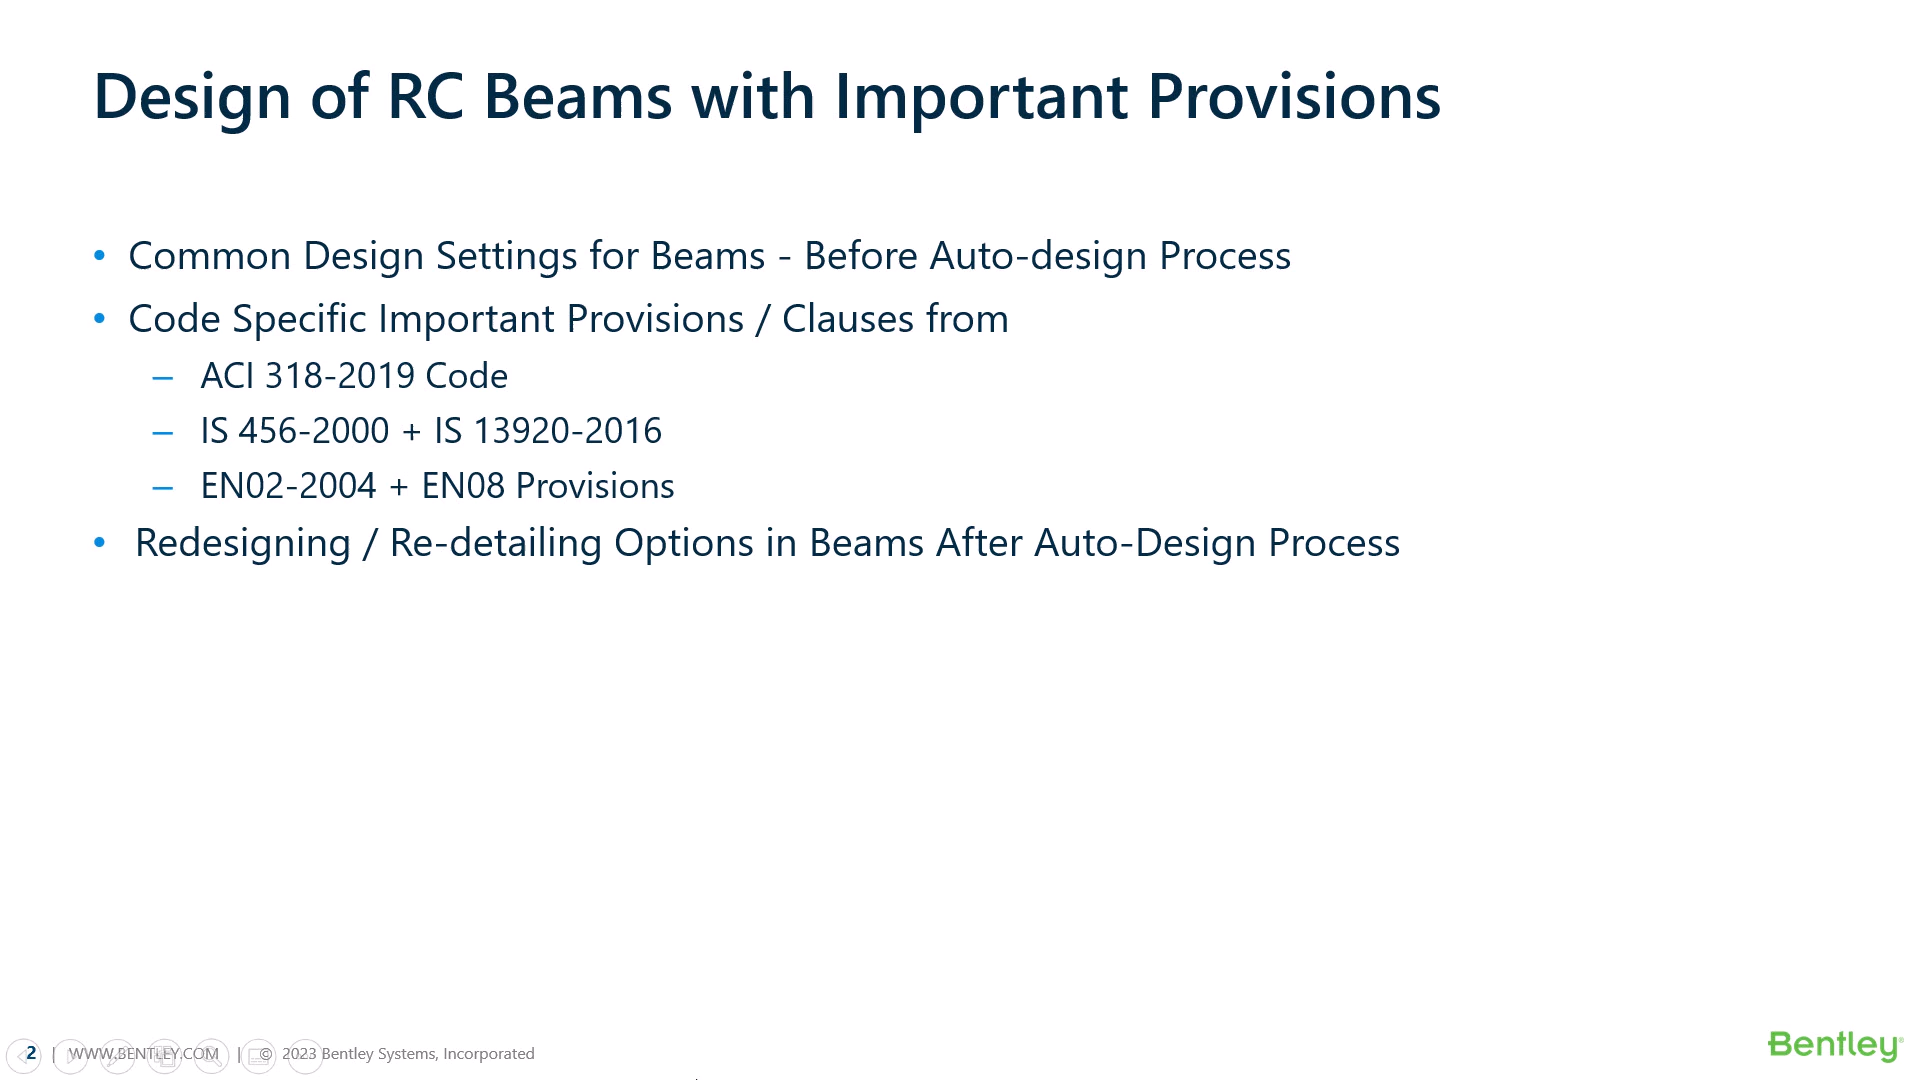 Design of RC Beams with Important Provisions
• Common Design Settings for Beams - Before Auto-design Process
• Code Specific Important Provisions / Clauses from
– ACI 318-2019 Code
– IS 456-2000 + IS 13920-2016
– EN02-2004 + EN08 Provisions
• Redesigning / Re-detailing Options in Beams After Auto-Design Process
2 | WWW.BENTLEY.COM | © 2023 Bentley Systems, Incorporated
Bentley®